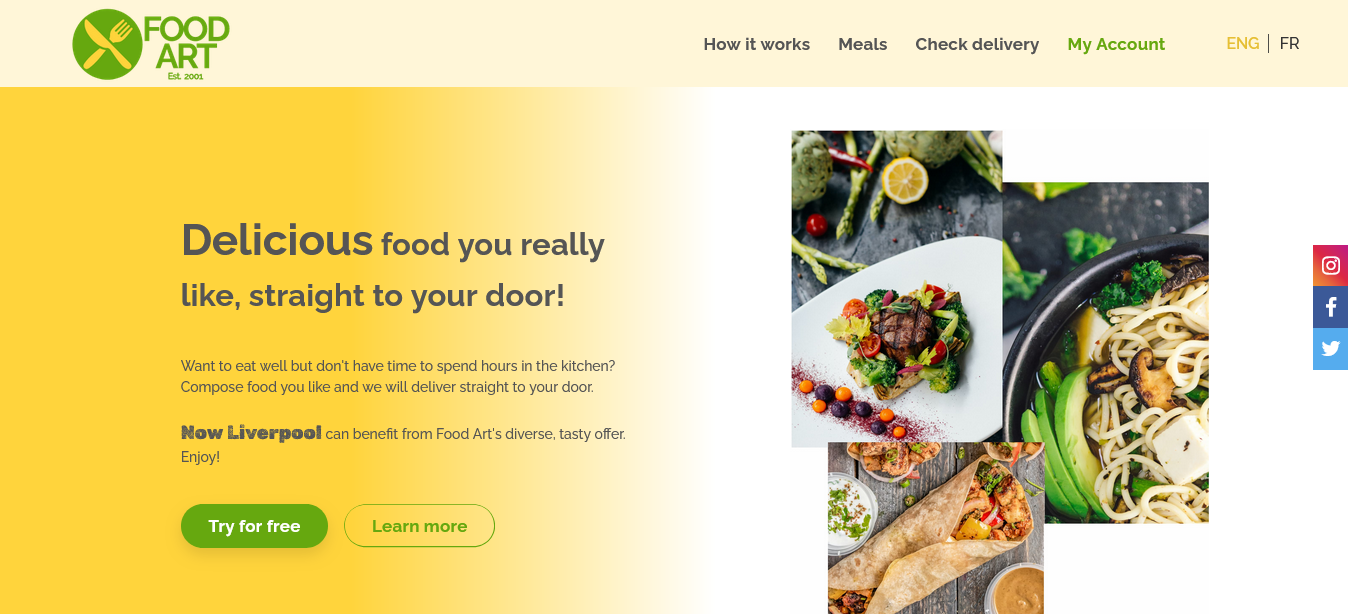 FOOD
ART
Est. 2001
How it works
Meals
Check delivery
My Account
ENG
FR
Delicious food you really
like, straight to your door!
Want to eat well but don't have time to spend hours in the kitchen?
Compose food you like and we will deliver straight to your door.
Now Liverpool can benefit from Food Art's diverse, tasty offer.
Enjoy!
Try for free
Learn more